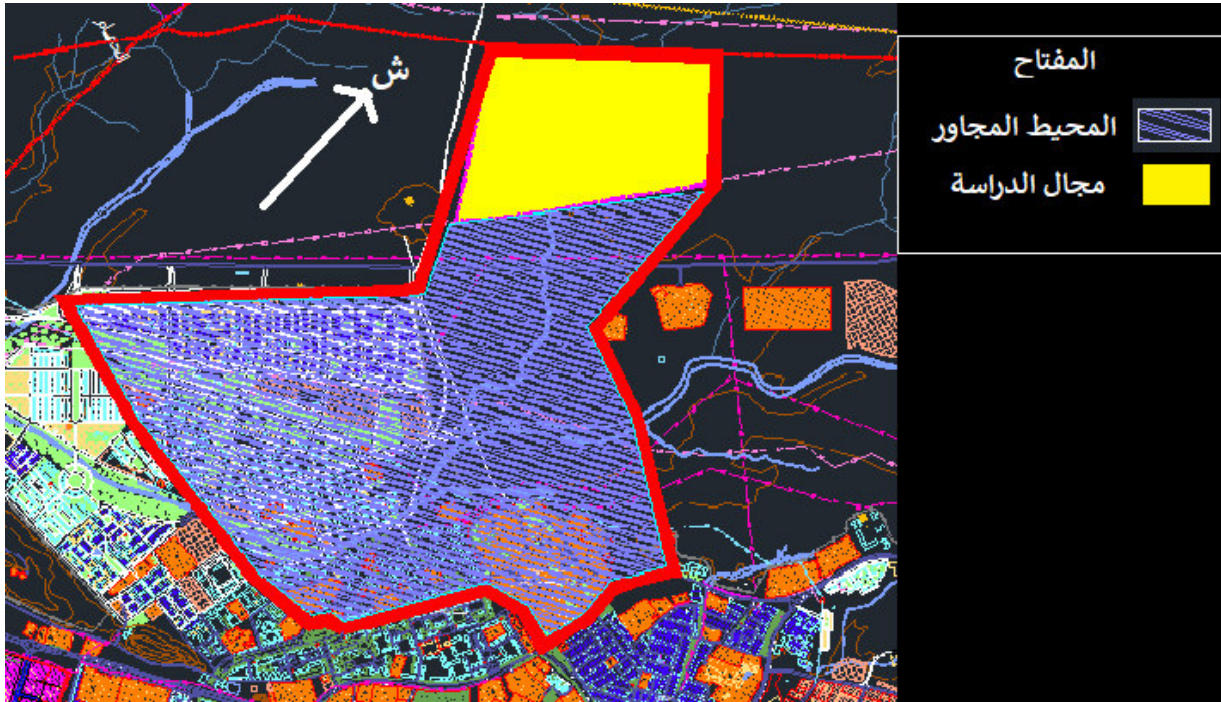 ش
المفتاح
المحيط المجاور
مجال الدراسة